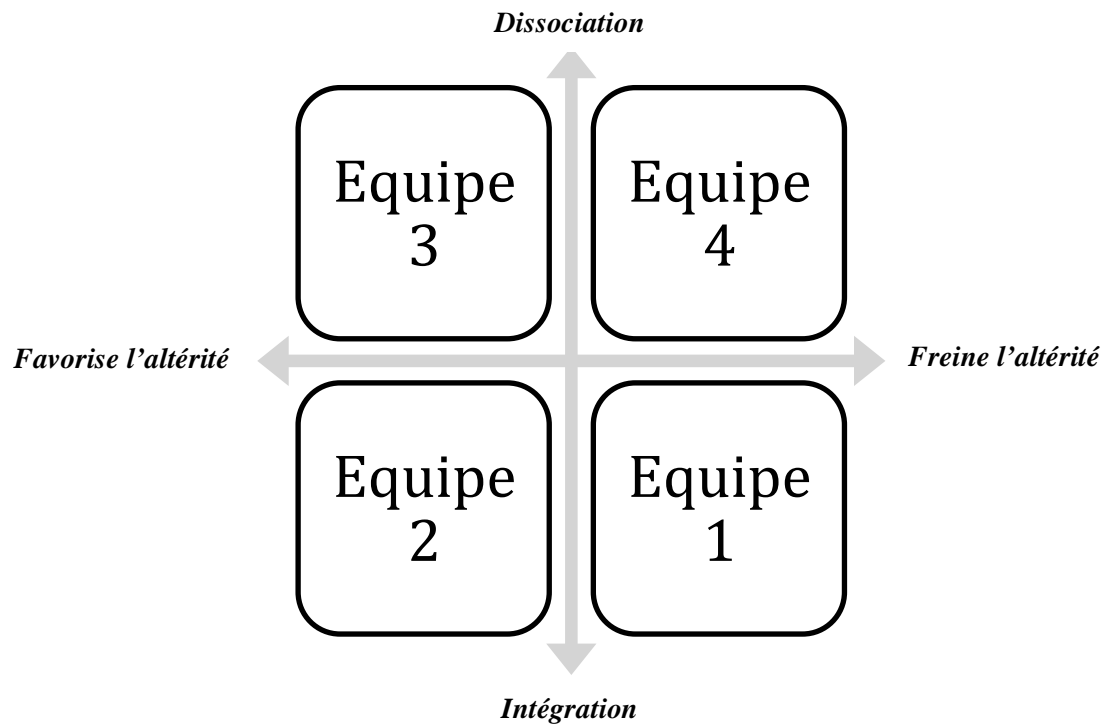 Dissociation
Equipe
3
Equipe
4
Favorise l’altérité
Freine l’altérité
Equipe
2
Equipe
1
Intégration